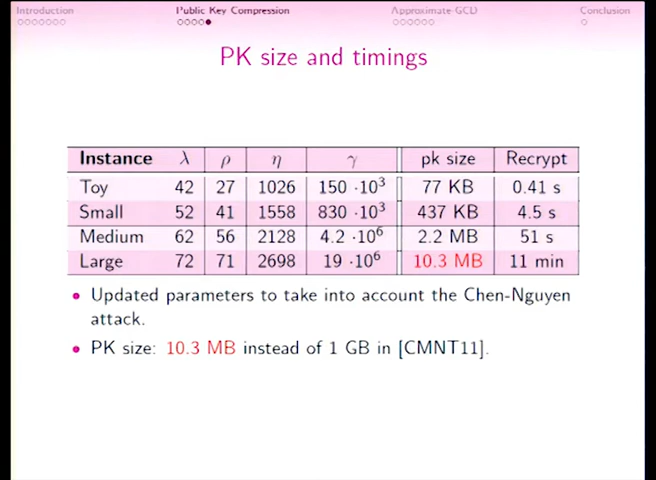 Introduction Public Key Compression Approximate GCD Conclusion
PK size and timings
Instance λ ρ η γ pk size Recrypt
Toy 42 27 1026 150 ·10³ 77 KB 0.41 s
Small 52 41 1558 830 ·10³ 437 KB 4.5 s
Medium 62 56 2128 4.2 ·10⁶ 2.2 MB 51 s
Large 72 71 2698 19 ·10⁶ 10.3 MB 11 min
• Updated parameters to take into account the Chen-Nguyen
attack.
• PK size: 10.3 MB instead of 1 GB in [CMNT11].